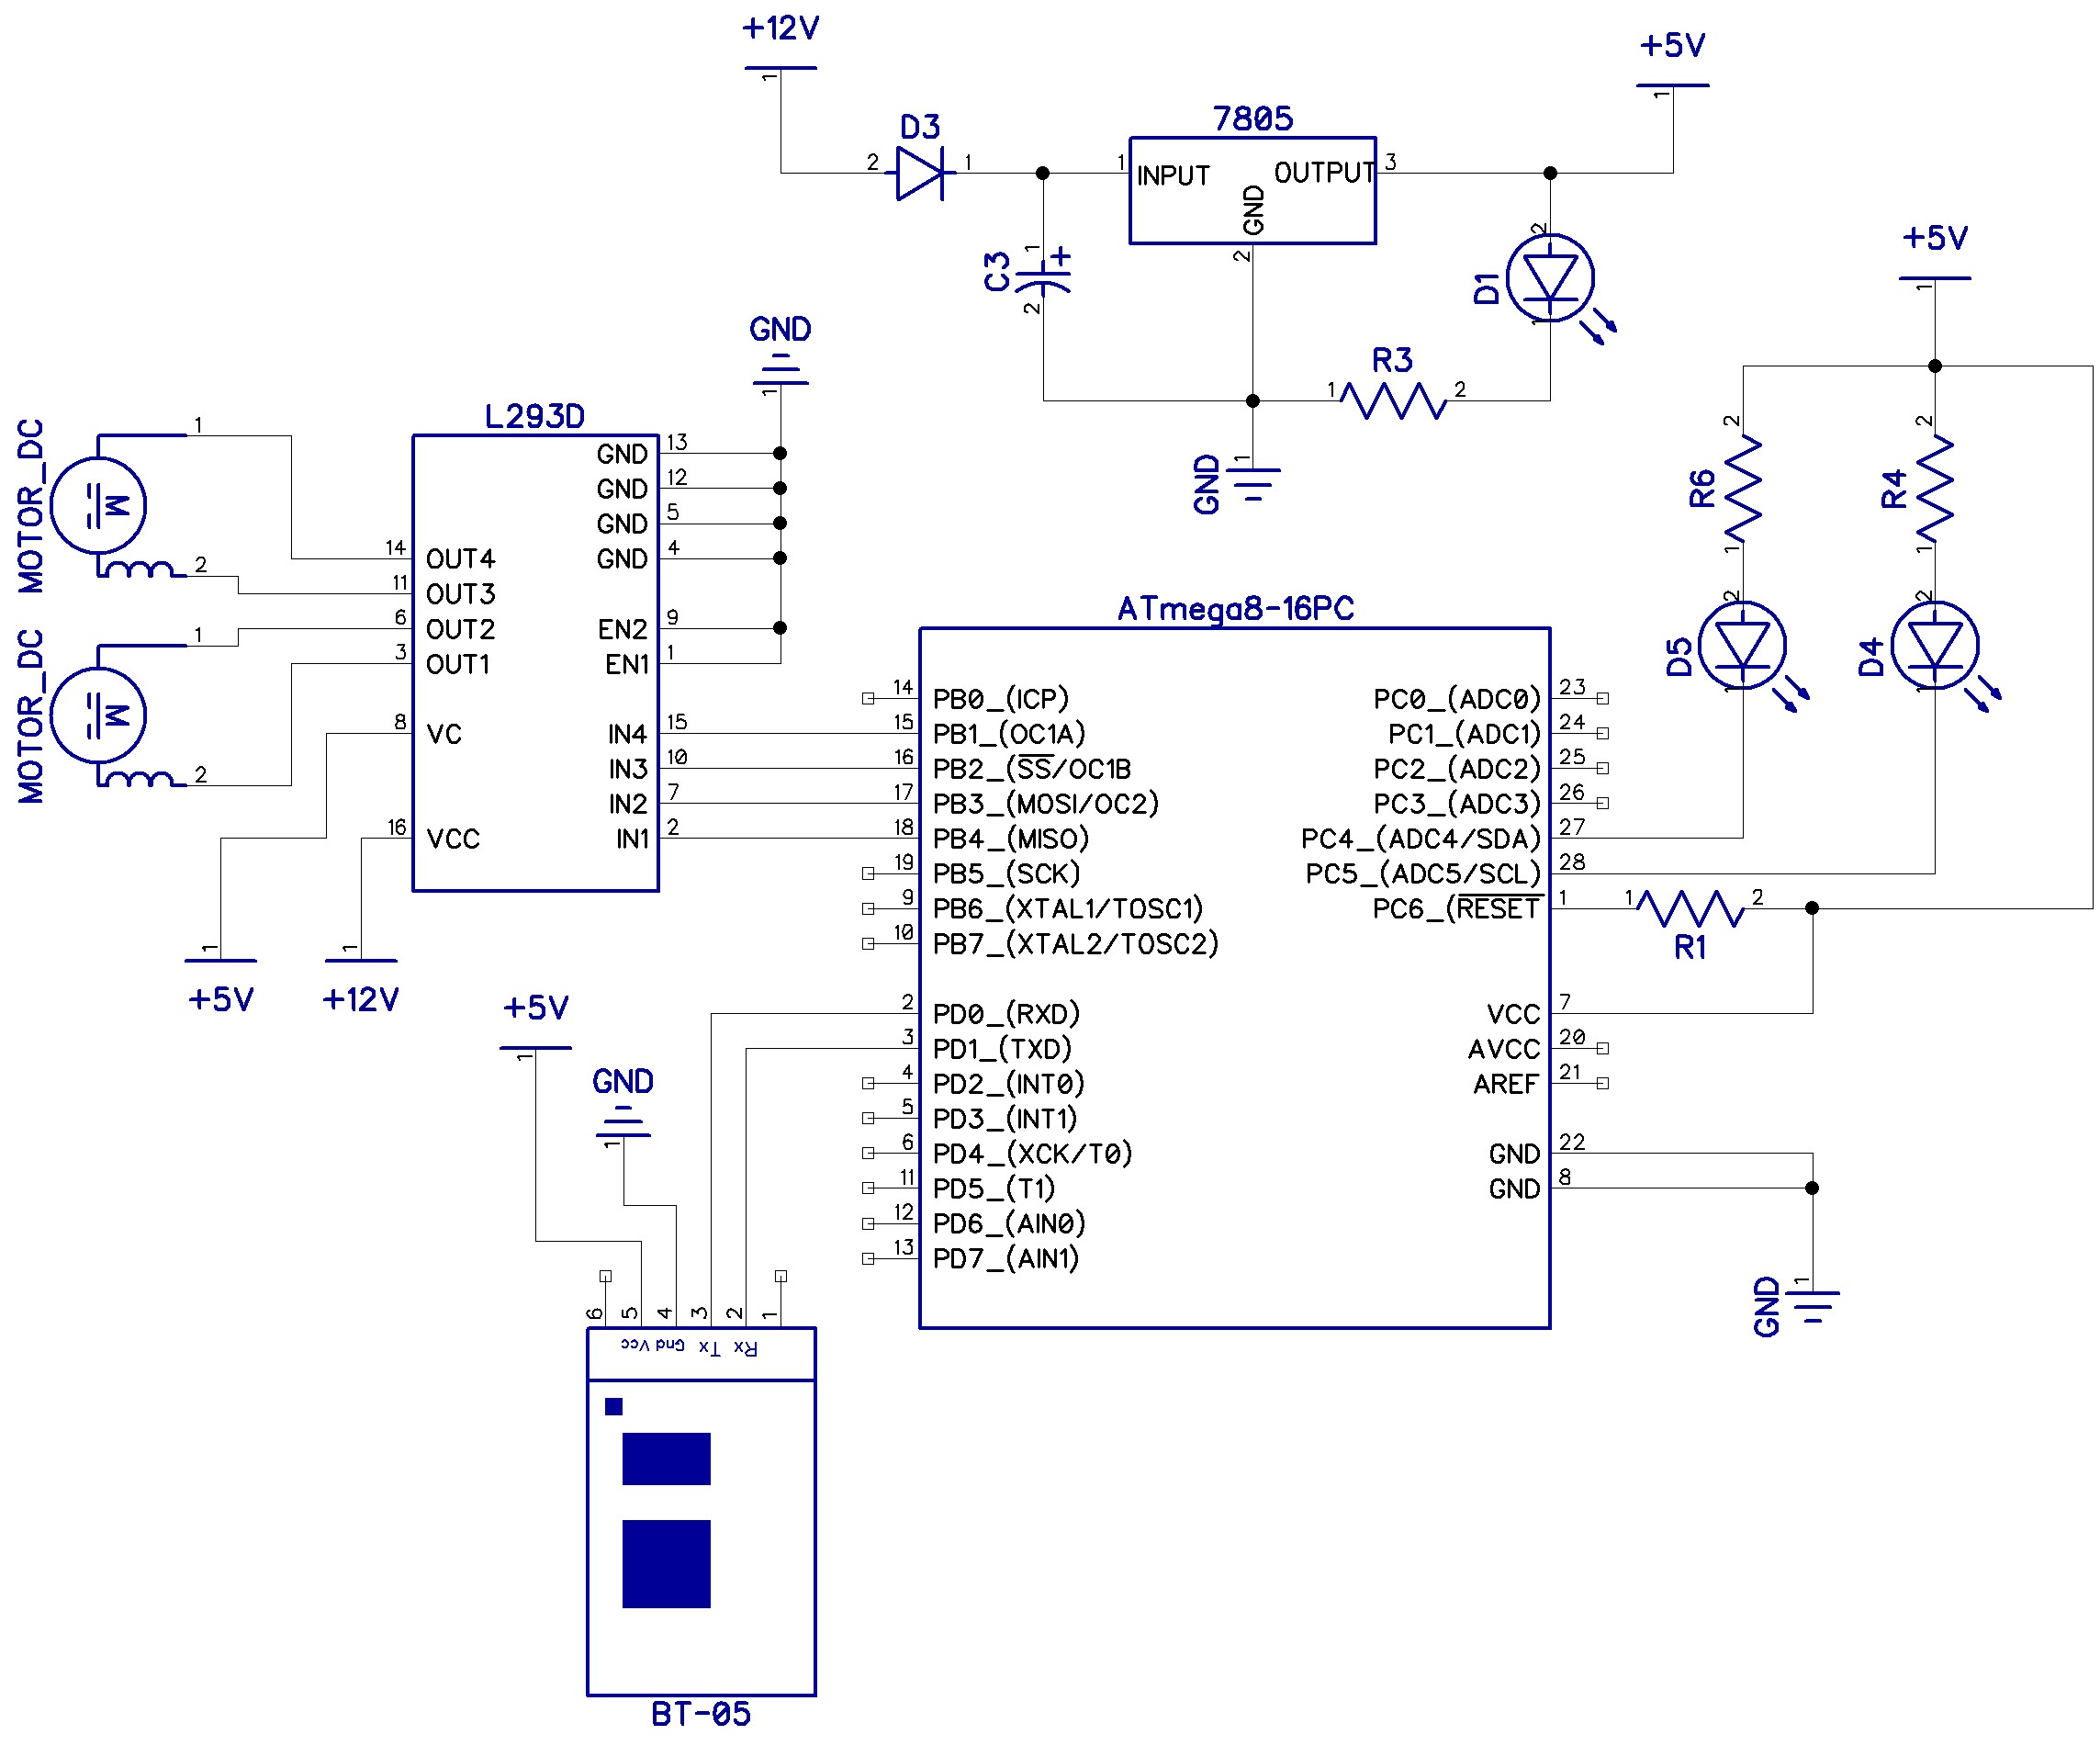 +12V
1
+5V
1
D3
2
1
7805
1
INPUT
OUTPUT
3
GND
2
C3
1
+
2
D1
2
1
R3
1
2
GND
1
+5V
1
R6
2
1
R4
2
1
D5
2
1
D4
2
1
GND
1
L293D
GND
13
GND
12
GND
5
GND
4
EN2
9
EN1
1
IN4
15
IN3
10
IN2
7
IN1
2
14
OUT4
11
OUT3
6
OUT2
3
OUT1
8
VC
16
VCC
MOTOR_DC
M
1
2
MOTOR_DC
M
1
2
1
+5V
1
+12V
ATmega8-16PC
14
PB0_(ICP)
15
PB1_(OC1A)
16
PB2_(SS/OC1B
17
PB3_(MOSI/OC2)
18
PB4_(MISO)
19
PB5_(SCK)
9
PB6_(XTAL1/TOSC1)
10
PB7_(XTAL2/TOSC2)
2
PD0_(RXD)
3
PD1_(TXD)
4
PD2_(INT0)
5
PD3_(INT1)
6
PD4_(XCK/T0)
11
PD5_(T1)
12
PD6_(AIN0)
13
PD7_(AIN1)
PC0_(ADC0)
23
PC1_(ADC1)
24
PC2_(ADC2)
25
PC3_(ADC3)
26
PC4_(ADC4/SDA)
27
PC5_(ADC5/SCL)
28
PC6_(RESET
1
VCC
7
AVCC
20
AREF
21
GND
22
GND
8
1
2
R1
GND
1
+5V
1
GND
1
6
5
4
3
2
1
Vcc
Gnd
Tx
Rx
BT-05